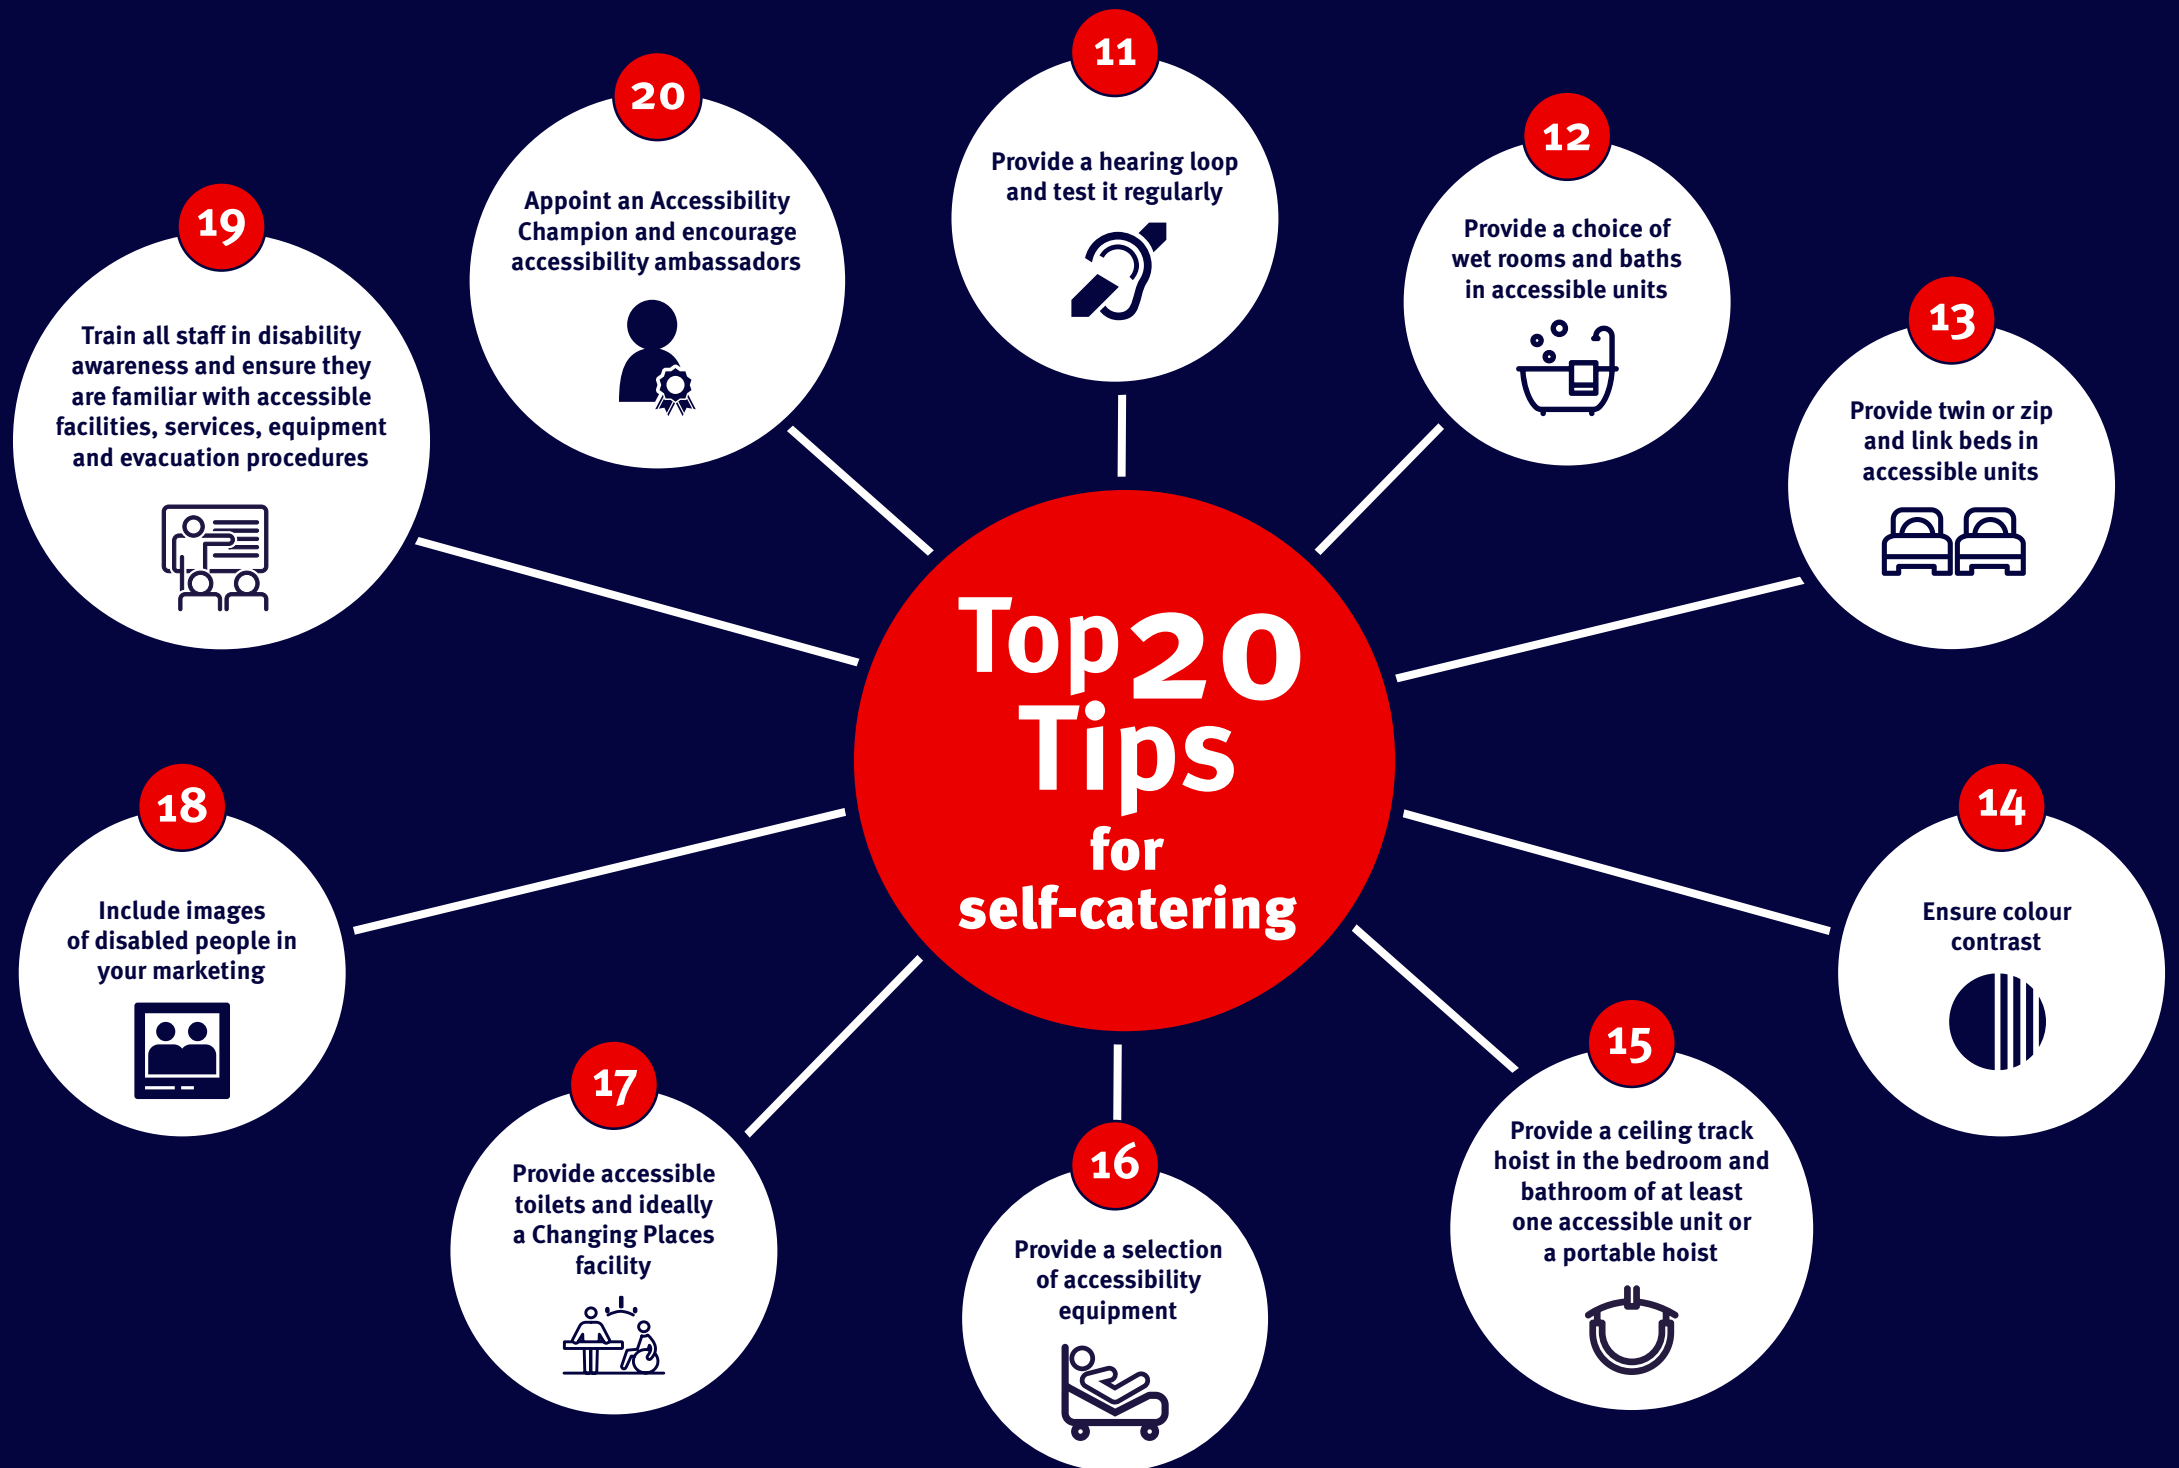 Top 20
Tips
for
self-catering
11
Provide a hearing loop
and test it regularly
12
Provide a choice of
wet rooms and baths
in accessible units
13
Provide twin or zip
and link beds in
accessible units
14
Ensure colour
contrast
15
Provide a ceiling track
hoist in the bedroom and
bathroom of at least
one accessible unit or
a portable hoist
16
Provide a selection
of accessibility
equipment
17
Provide accessible
toilets and ideally
a Changing Places
facility
18
Include images
of disabled people in
your marketing
19
Train all staff in disability
awareness and ensure they
are familiar with accessible
facilities, services, equipment
and evacuation procedures
20
Appoint an Accessibility
Champion and encourage
accessibility ambassadors